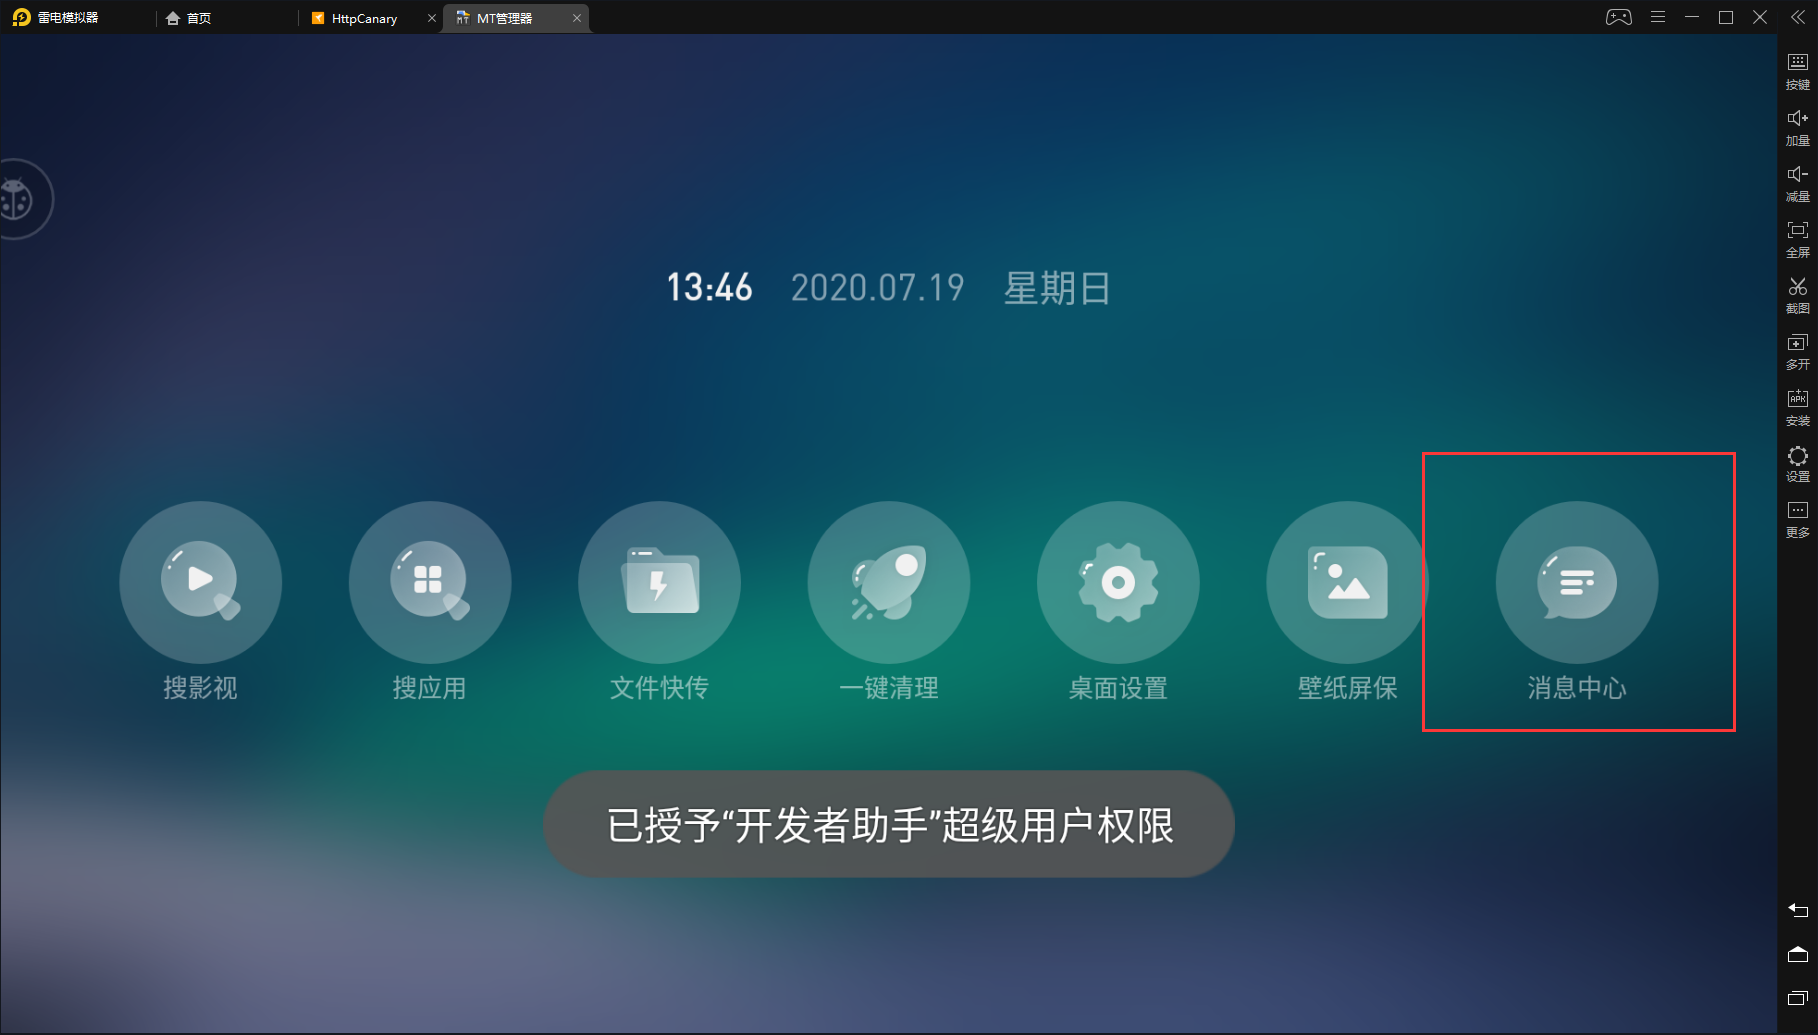 雷电模拟器
首页
HttpCanary
MT管理器
按键
加量
减量
全屏
截图
多开
APK
安装
设置
更多
13:46 2020.07.19 星期日
搜影视
搜应用
文件快传
一键清理
桌面设置
壁纸屏保
消息中心
已授予“开发者助手”超级用户权限